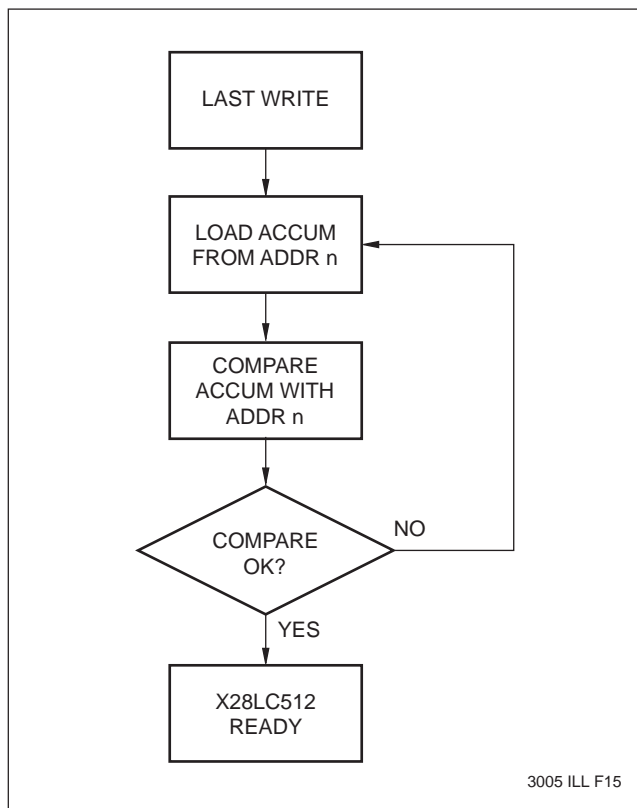 LAST WRITE
LOAD ACCUM
FROM ADDR n
COMPARE
ACCUM WITH
ADDR n
COMPARE
OK?
NO
YES
X28LC512
READY
3005 ILL F15